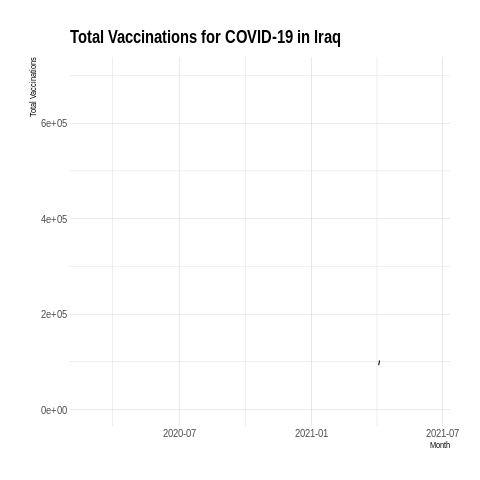 Total Vaccinations for COVID-19 in Iraq
Total Vaccinations
6e+05
4e+05
2e+05
0e+00
2020-07
2021-01
2021-07
Month